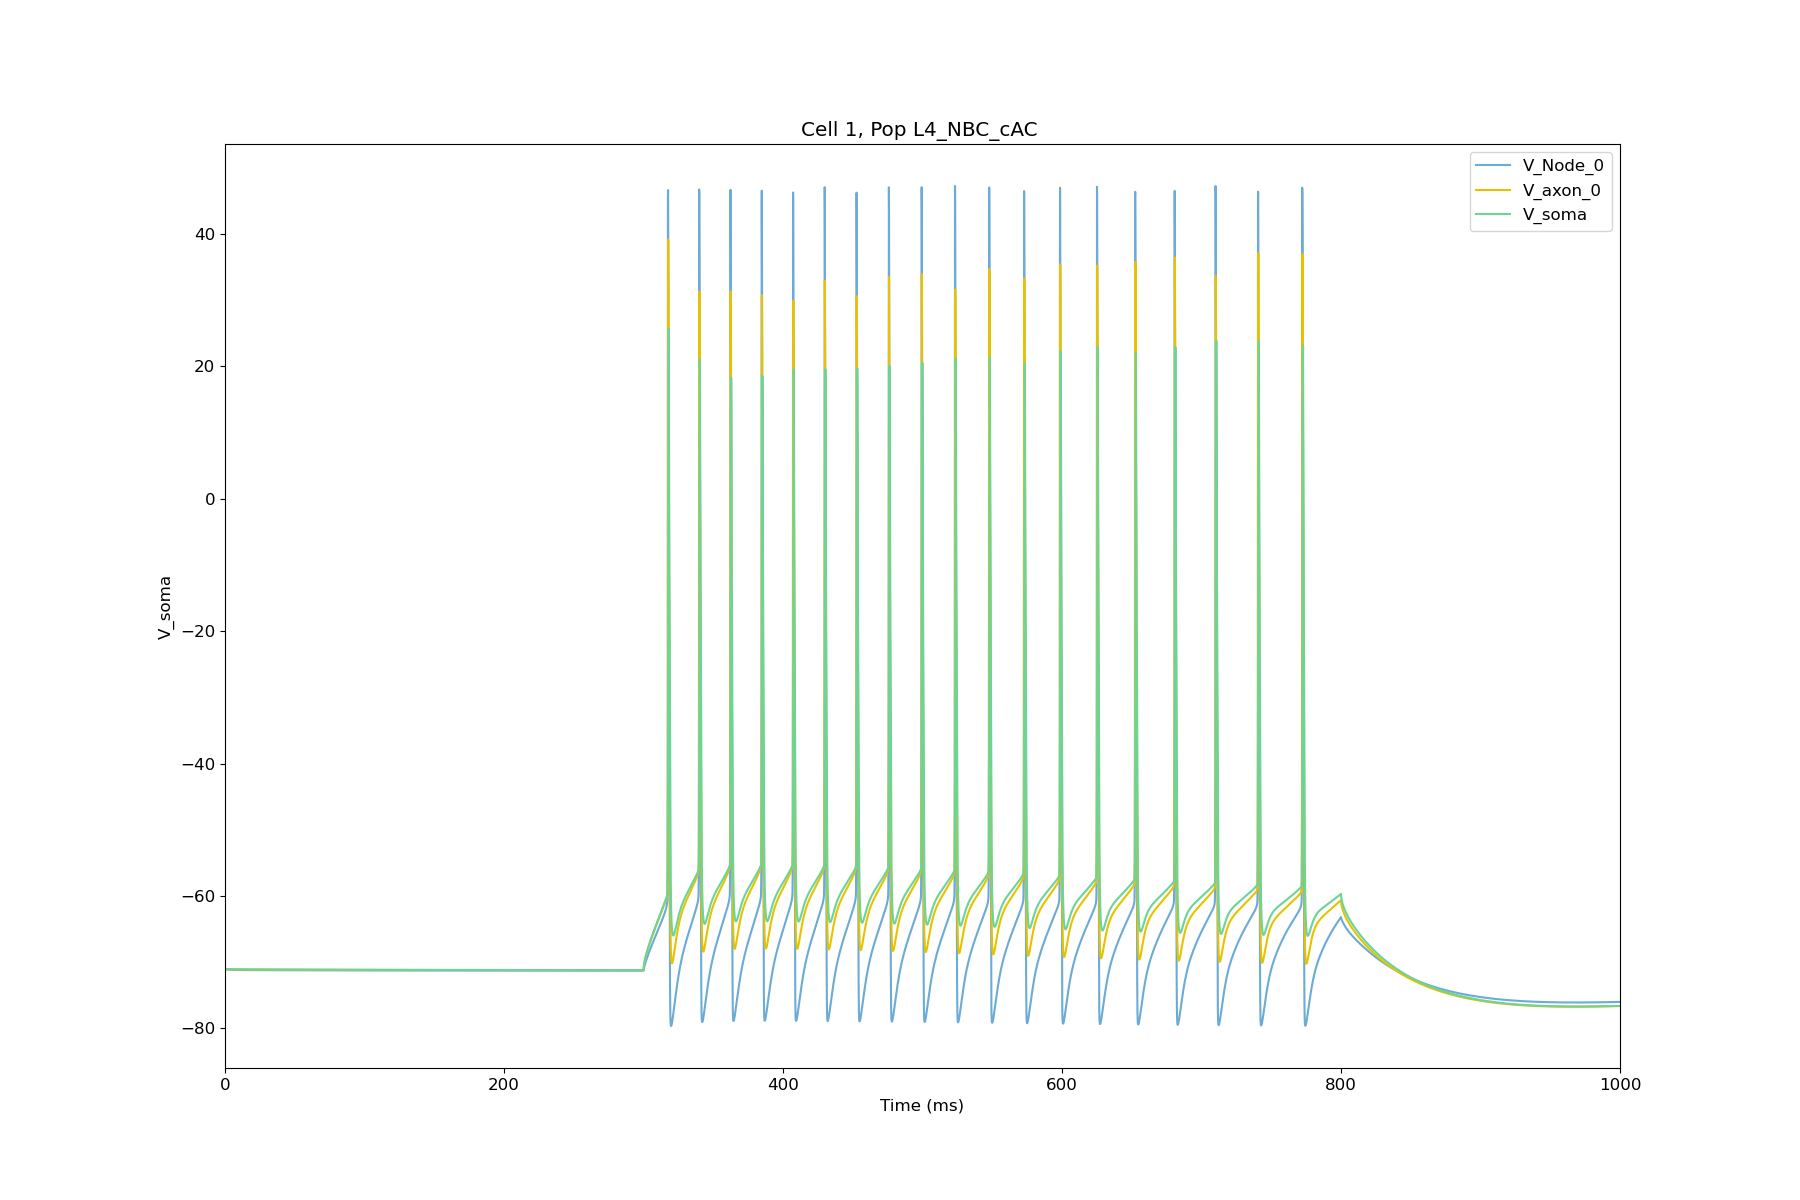 Cell 1, Pop L4_NBC_cAC
V_Node_0
V_axon_0
V_soma
40
20
0
−20
−40
−60
−80
V_soma
0 200 400 600 800 1000
Time (ms)